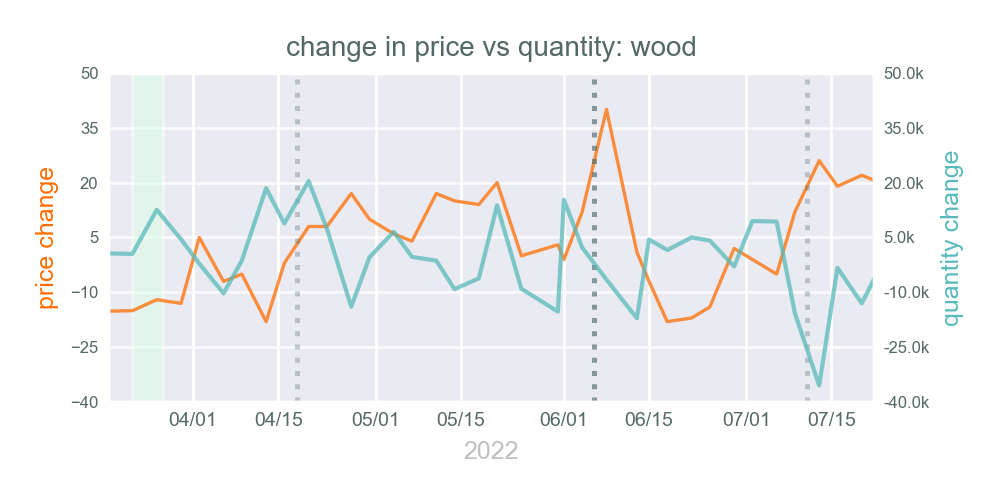 change in price vs quantity: wood
50
35
20
5
−10
−25
−40
price change
50.0k
35.0k
20.0k
5.0k
-10.0k
-25.0k
-40.0k
quantity change
04/01 04/15 05/01 05/15 06/01 06/15 07/01 07/15
2022